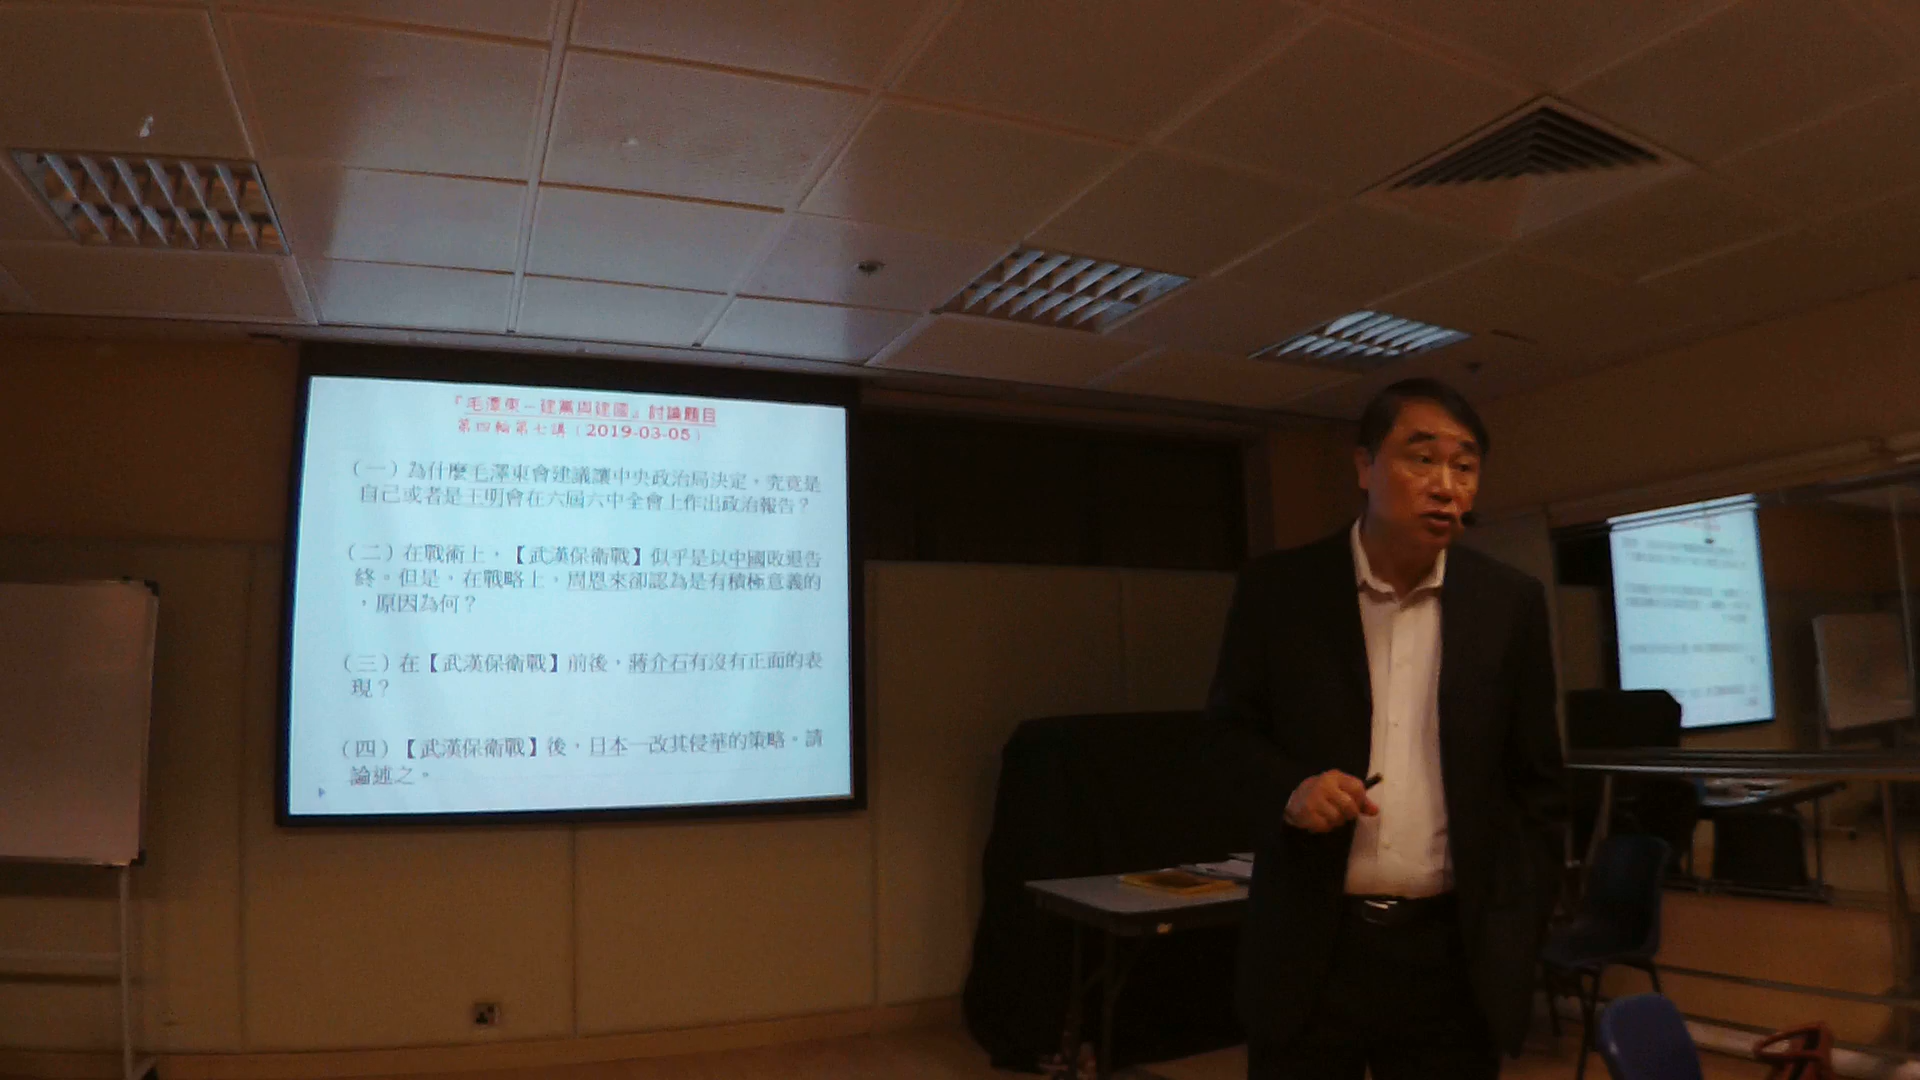 『毛澤東－建黨與建國』討論題目
第四輪第七講（2019-03-05）
（一）為什麼毛澤東會建議讓中央政治局決定，究竟是
自己或者是王明會在六屆六中全會上作出政治報告？
（二）在戰術上，【武漢保衛戰】似乎是以中國敗退告
終。但是，在戰略上，周恩來卻認為是有積極意義的
，原因為何？
（三）在【武漢保衛戰】前後，蔣介石有沒有正面的表
現？
（四）【武漢保衛戰】後，日本一改其侵華的策略。請
論述之。